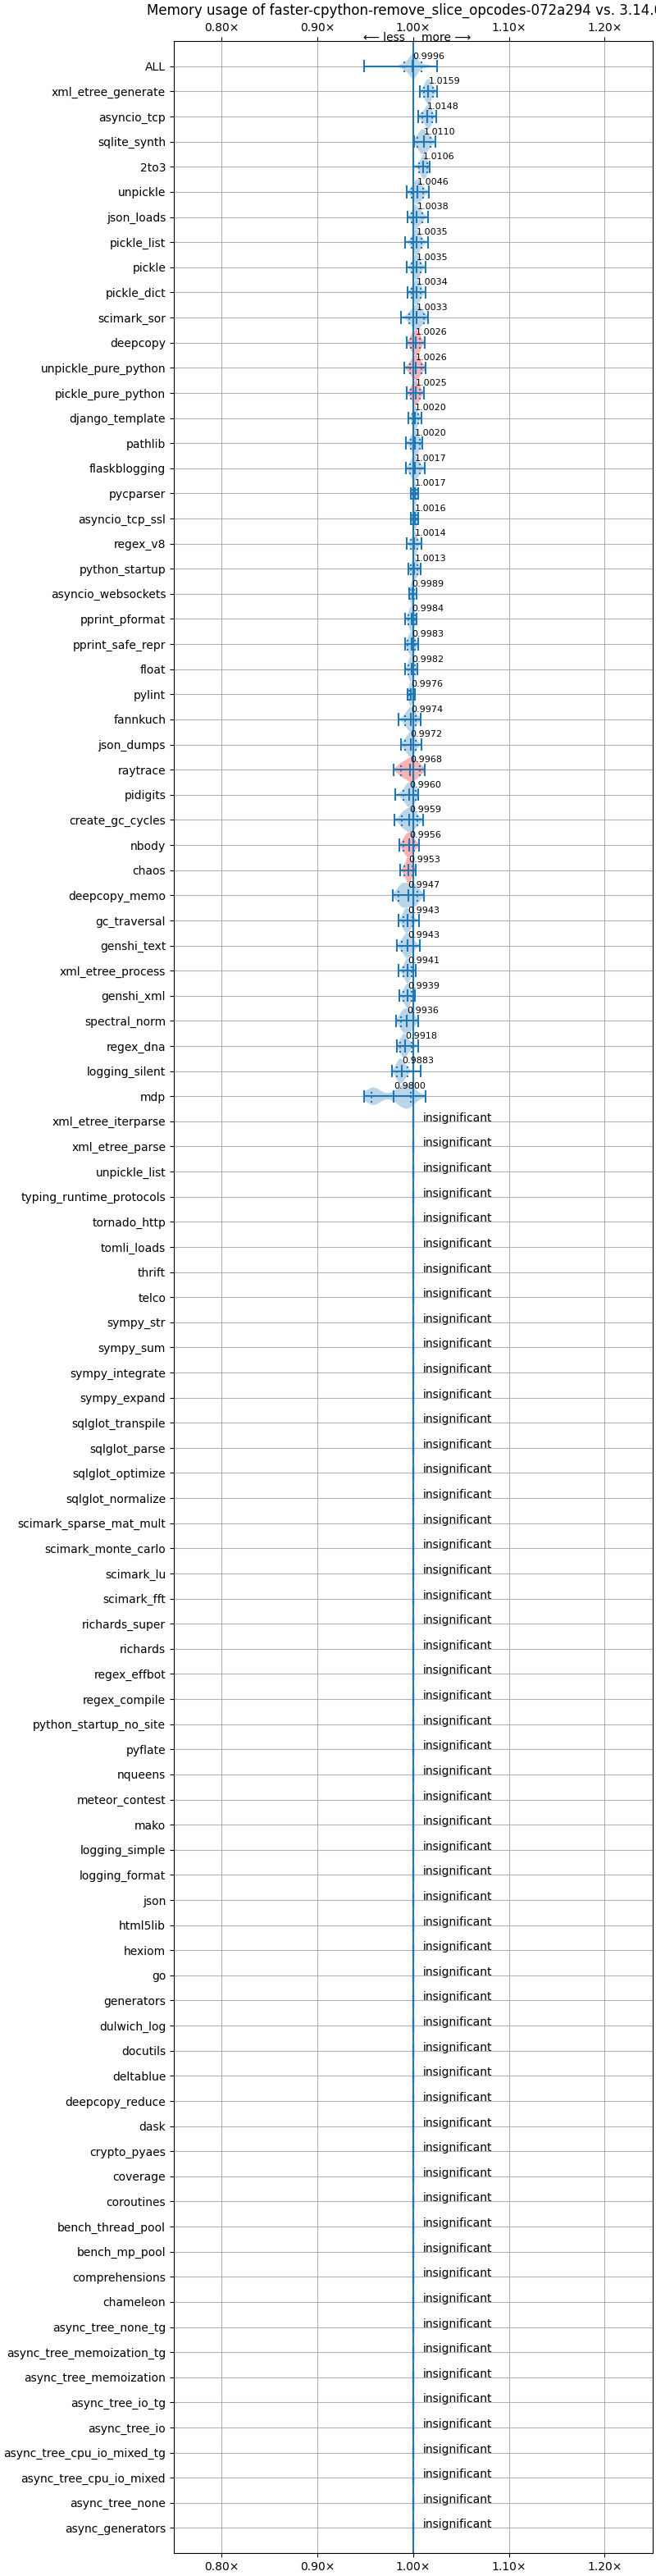 Memory usage of faster-cpython-remove_slice_opcodes-072a294 vs. 3.14.
0.80× 0.90× 1.00× 1.10× 1.20×
⟵ less more ⟶
ALL 0.9996
xml_etree_generate 1.0159
asyncio_tcp 1.0148
sqlite_synth 1.0110
2to3 1.0106
unpickle 1.0046
json_loads 1.0038
pickle_list 1.0035
pickle 1.0035
pickle_dict 1.0034
scimark_sor 1.0033
deepcopy 1.0026
unpickle_pure_python 1.0026
pickle_pure_python 1.0025
django_template 1.0020
pathlib 1.0020
flaskblogging 1.0017
pycparser 1.0017
asyncio_tcp_ssl 1.0016
regex_v8 1.0014
python_startup 1.0013
asyncio_websockets 0.9989
pprint_pformat 0.9984
pprint_safe_repr 0.9983
float 0.9982
pylint 0.9976
fannkuch 0.9974
json_dumps 0.9972
raytrace 0.9968
pidigits 0.9960
create_gc_cycles 0.9959
nbody 0.9956
chaos 0.9953
deepcopy_memo 0.9947
gc_traversal 0.9943
genshi_text 0.9943
xml_etree_process 0.9941
genshi_xml 0.9939
spectral_norm 0.9936
regex_dna 0.9918
logging_silent 0.9883
mdp 0.9800
xml_etree_iterparse insignificant
xml_etree_parse insignificant
unpickle_list insignificant
typing_runtime_protocols insignificant
tornado_http insignificant
tomli_loads insignificant
thrift insignificant
telco insignificant
sympy_str insignificant
sympy_sum insignificant
sympy_integrate insignificant
sympy_expand insignificant
sqlglot_transpile insignificant
sqlglot_parse insignificant
sqlglot_optimize insignificant
sqlglot_normalize insignificant
scimark_sparse_mat_mult insignificant
scimark_monte_carlo insignificant
scimark_lu insignificant
scimark_fft insignificant
richards_super insignificant
richards insignificant
regex_effbot insignificant
regex_compile insignificant
python_startup_no_site insignificant
pyflate insignificant
nqueens insignificant
meteor_contest insignificant
mako insignificant
logging_simple insignificant
logging_format insignificant
json insignificant
html5lib insignificant
hexiom insignificant
go insignificant
generators insignificant
dulwich_log insignificant
docutils insignificant
deltablue insignificant
deepcopy_reduce insignificant
dask insignificant
crypto_pyaes insignificant
coverage insignificant
coroutines insignificant
bench_thread_pool insignificant
bench_mp_pool insignificant
comprehensions insignificant
chameleon insignificant
async_tree_none_tg insignificant
async_tree_memoization_tg insignificant
async_tree_memoization insignificant
async_tree_io_tg insignificant
async_tree_io insignificant
async_tree_cpu_io_mixed_tg insignificant
async_tree_cpu_io_mixed insignificant
async_tree_none insignificant
async_generators insignificant
0.80× 0.90× 1.00× 1.10× 1.20×